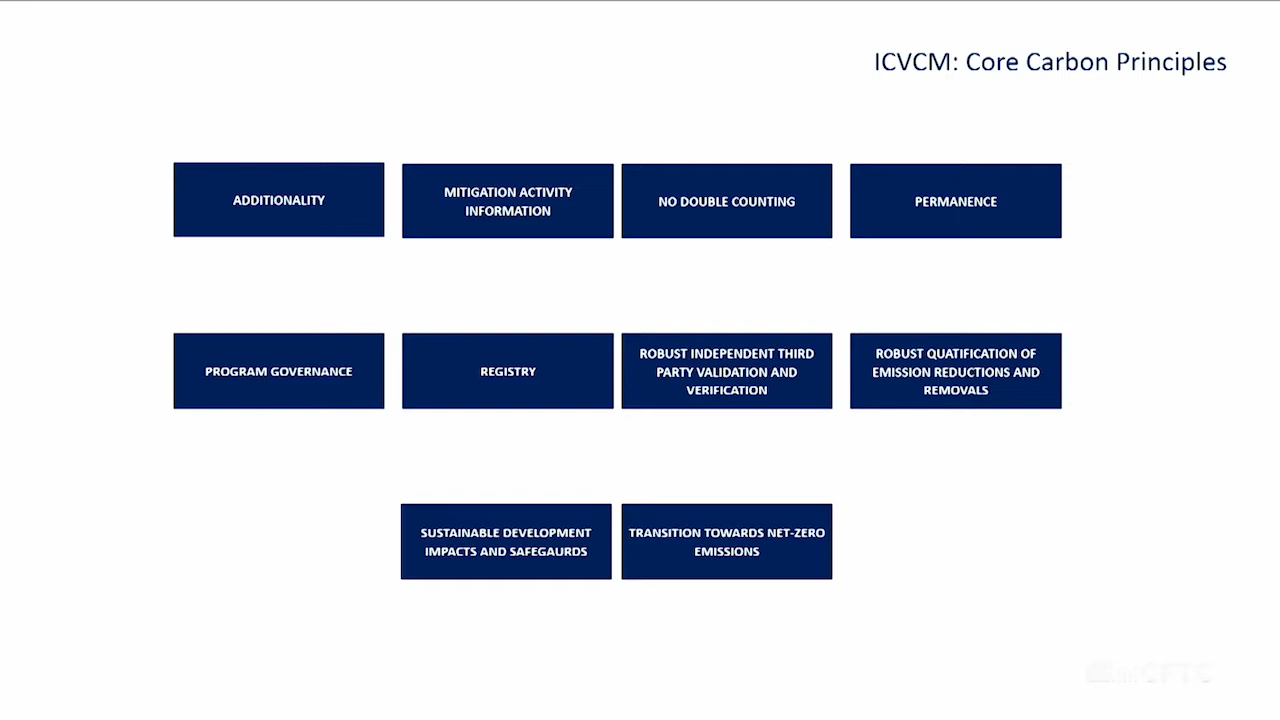 ICVCM: Core Carbon Principles
ADDITIONALITY
MITIGATION ACTIVITY
INFORMATION
NO DOUBLE COUNTING
PERMANENCE
PROGRAM GOVERNANCE
REGISTRY
ROBUST INDEPENDENT THIRD
PARTY VALIDATION AND
VERIFICATION
ROBUST QUATIFICATION OF
EMISSION REDUCTIONS AND
REMOVALS
SUSTAINABLE DEVELOPMENT
IMPACTS AND SAFEGAURDS
TRANSITION TOWARDS NET-ZERO
EMISSIONS